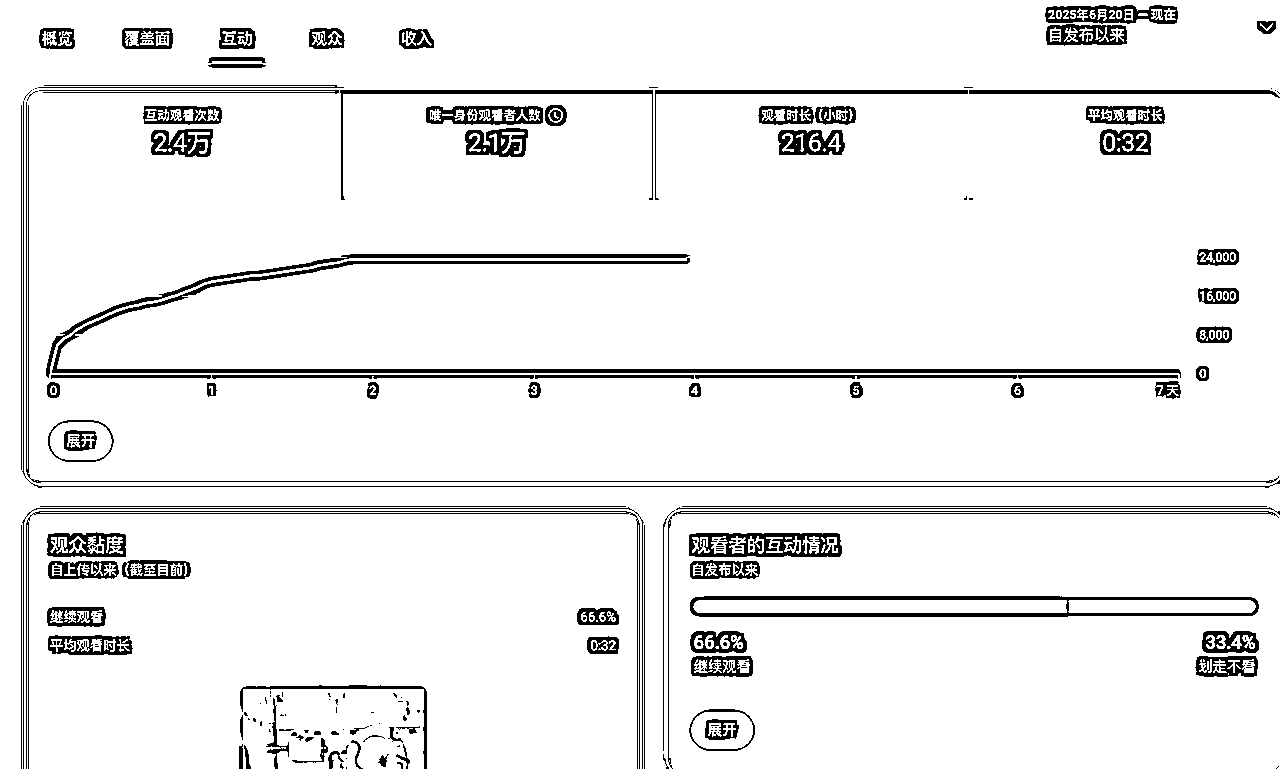 2025年6月20日 – 现在
自发布以来
概览 覆盖面 互动 观众 收入
互动观看次数 唯一身份观看者人数 观看时长（小时） 平均观看时长
2.4万 2.1万 216.4 0:32
24,000
16,000
8,000
0
0 1 2 3 4 5 6 7天
展开
观众黏度
自上传以来（截至目前）
继续观看 66.6%
平均观看时长 0:32
观看者的互动情况
自发布以来
66.6% 33.4%
继续观看 划走不看
展开